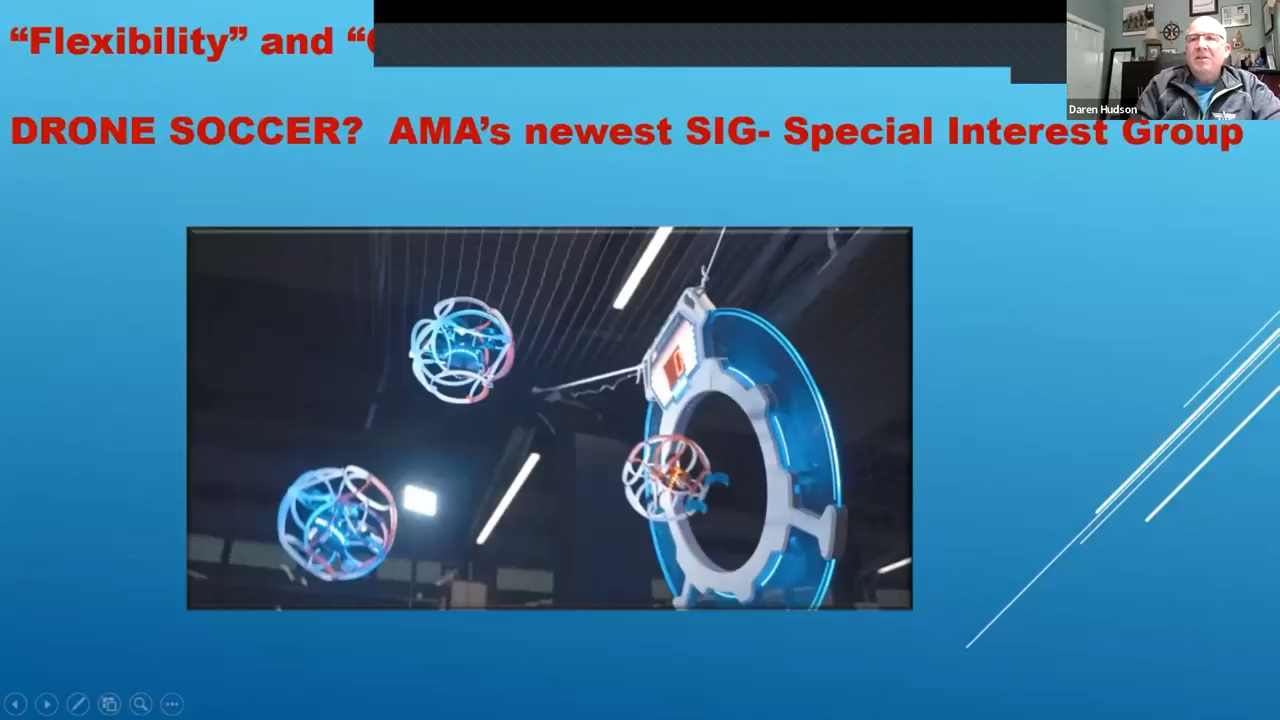 “Flexibility” and “
Daren Hudson
DRONE SOCCER? AMA’s newest SIG- Special Interest Group